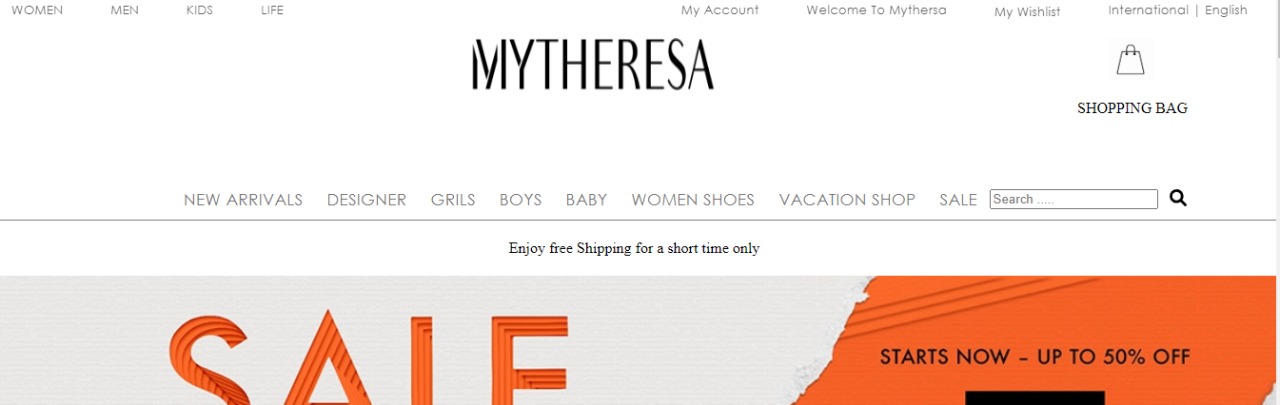 WOMEN MEN KIDS LIFE My Account Welcome To Mythersa My Wishlist International | English
MYTHERESA
SHOPPING BAG
NEW ARRIVALS DESIGNER GRILS BOYS BABY WOMEN SHOES VACATION SHOP SALE Search .....
Enjoy free Shipping for a short time only
SALE
STARTS NOW – UP TO 50% OFF